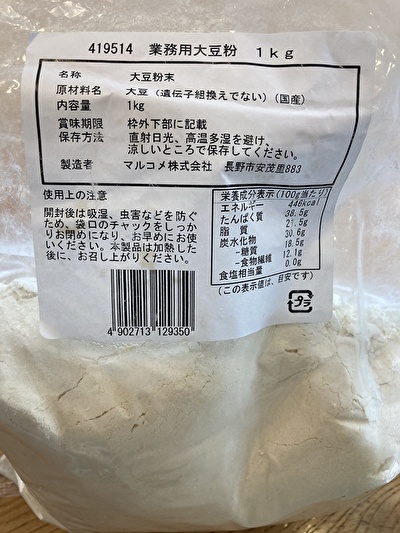 419514 業務用大豆粉 1kg
名称 大豆粉末
原材料名 大豆（遺伝子組換えでない）（国産）
内容量 1kg
賞味期限 枠外下部に記載
保存方法 直射日光、高温多湿を避け、
涼しいところで保存してください。
製造者 マルコメ株式会社 長野市安茂里883
使用上の注意
開封後は吸湿、虫害などを防ぐ
ため、袋口のチャックをしっか
りお閉めになり、お早めにお使
いください。本製品は加熱した
後に、お召し上がりください。
4 902713 129350
栄養成分表示（100g当たり）
エネルギー 446kcal
たんぱく質 38.5g
脂質
炭水化物 30.6g
-糖質 18.5g
-食物繊維 12.1g
食塩相当量 0.0g
（この表示値は、目安です）
プラ